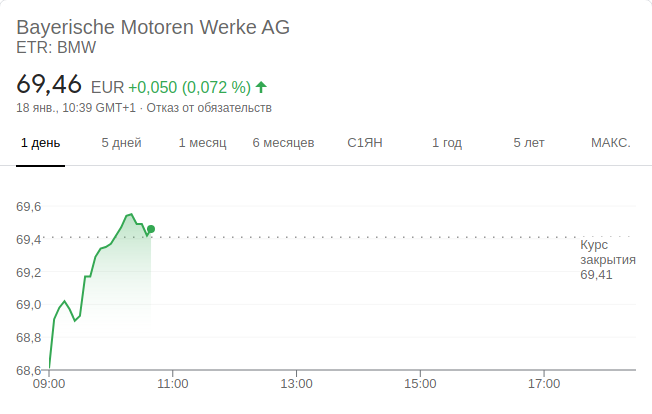 Bayerische Motoren Werke AG
ETR: BMW
69,46 EUR +0,050 (0,072 %)
18 янв., 10:39 GMT+1 · Отказ от обязательств
1 день 5 дней 1 месяц 6 месяцев С1ЯН 1 год 5 лет МАКС.
69,6
69,4
Курс
закрытия
69,41
69,2
69,0
68,8
68,6
09:00 11:00 13:00 15:00 17:00